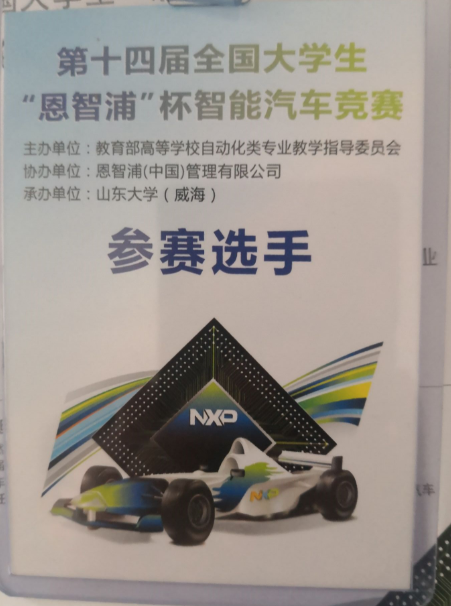 第十四届全国大学生
“恩智浦”杯智能汽车竞赛
主办单位：教育部高等学校自动化类专业教学指导委员会
协办单位：恩智浦(中国)管理有限公司
承办单位：山东大学（威海）
参赛选手
业
NXP
NXP
汽车